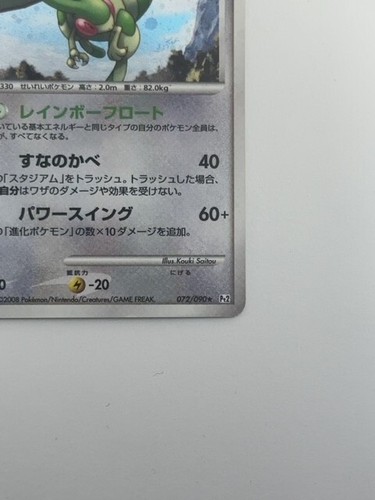 330 せいれいポケモン 高さ:2.0m 重さ:82.0kg
レインボーフロート
いている基本エネルギーと同じタイプの自分のポケモン全員は、
が、すべてなくなる。
すなのかべ 40
の「スタジアム」をトラッシュ。トラッシュした場合、
自分はワザのダメージや効果を受けない。
パワースイング 60+
の「進化ポケモン」の数×10ダメージを追加。
Illus. Kouki Saitou
抵抗力 にげる
-20
©2008 Pokémon/Nintendo/Creatures/GAME FREAK. 072/090★ Pt2